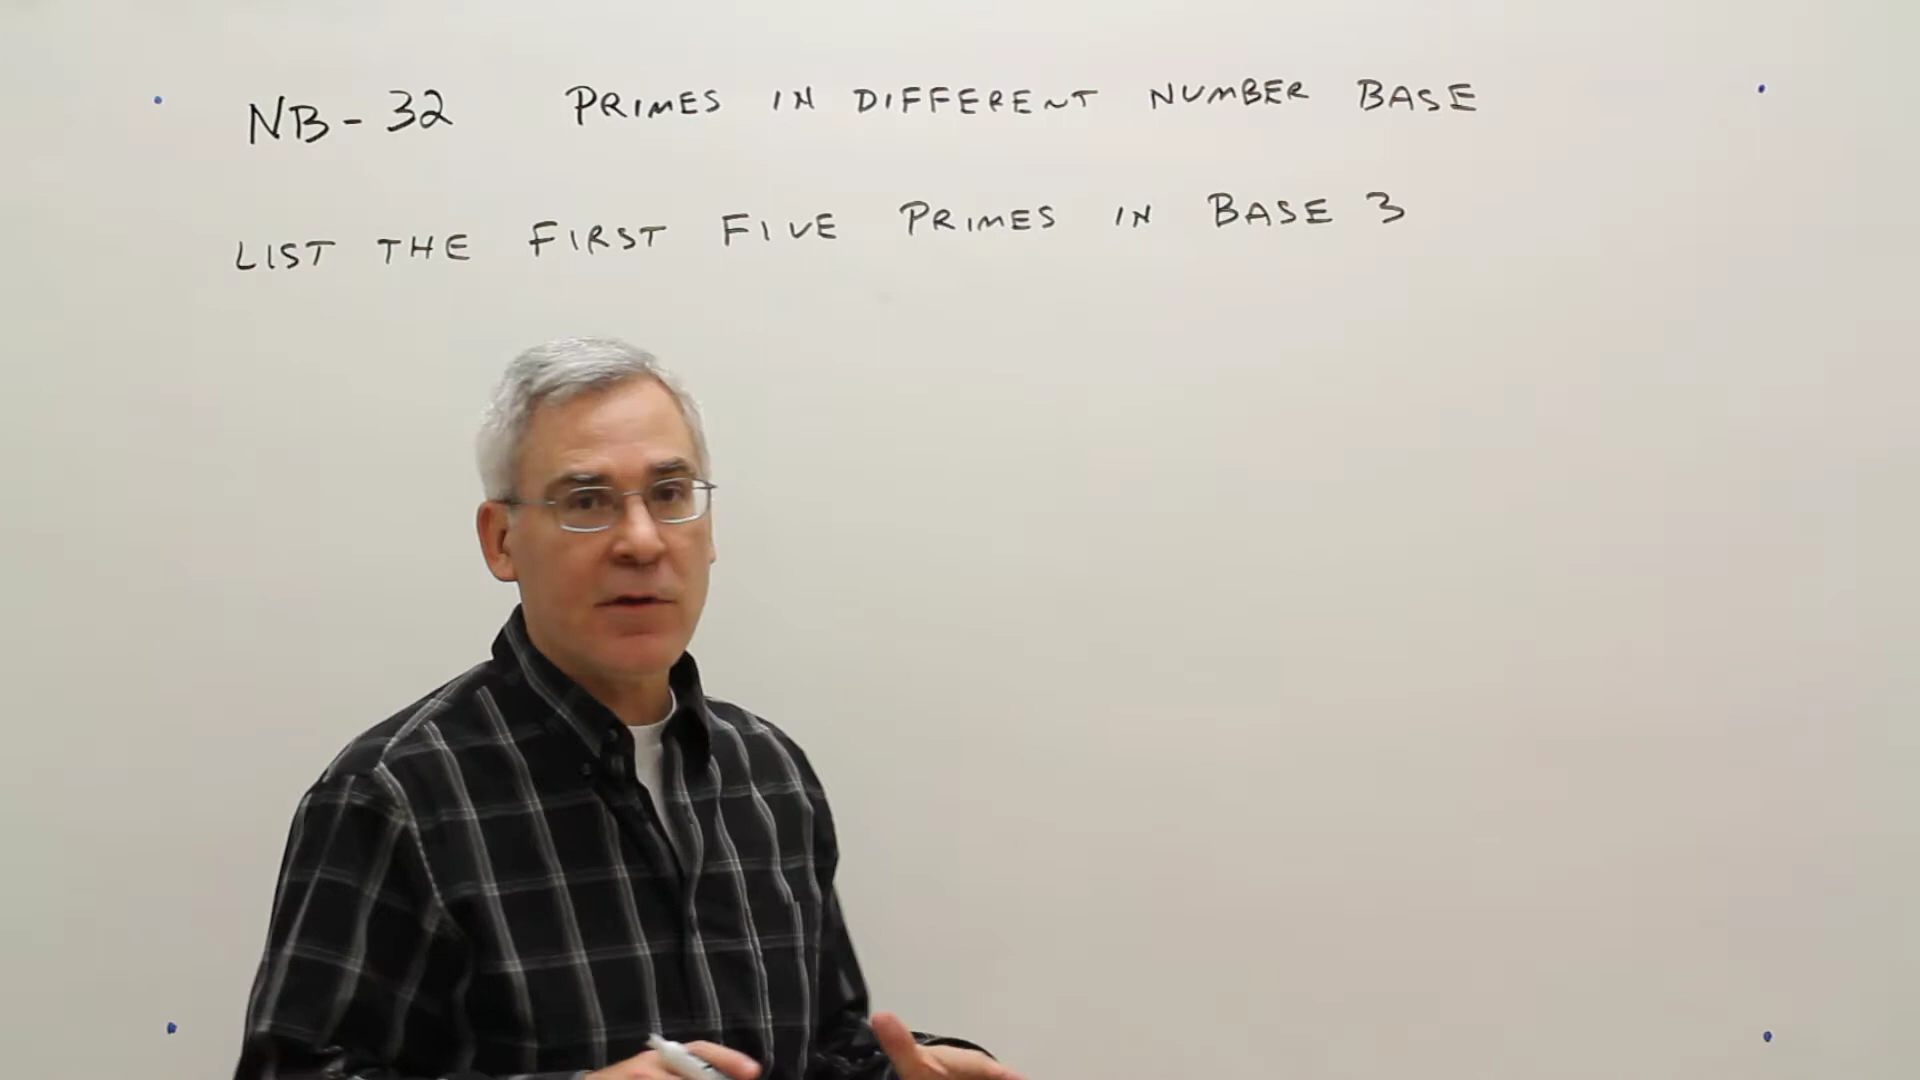 NB-32 PRIMES IN DIFFERENT NUMBER BASE
LIST THE FIRST FIVE PRIMES IN BASE 3